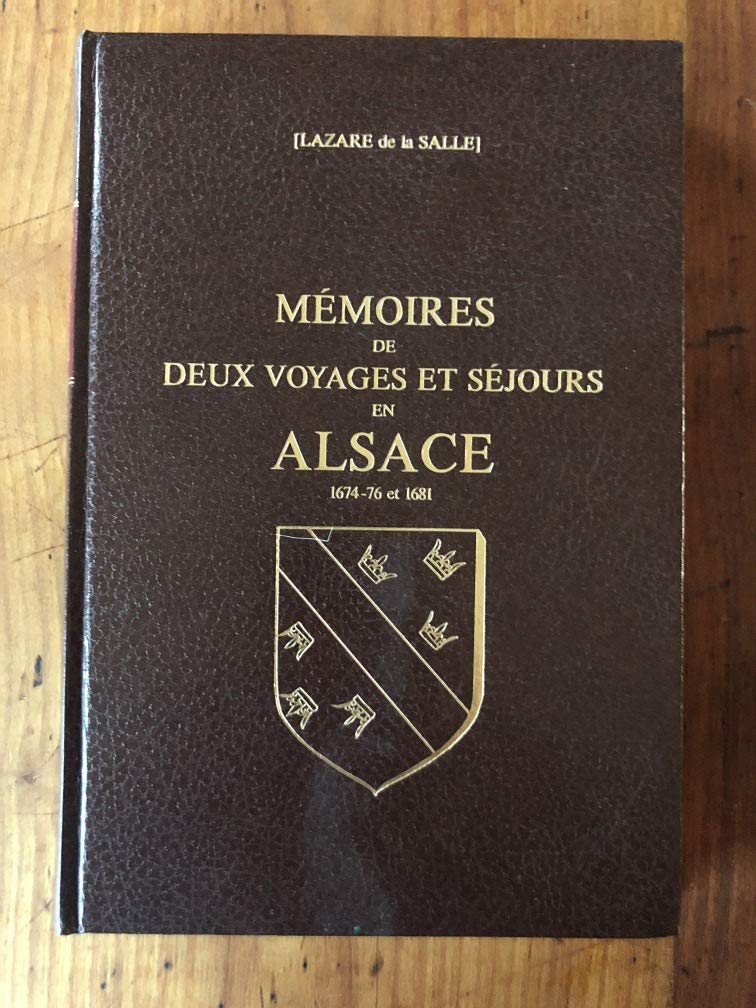 [LAZARE de la SALLE]
MÉMOIRES
DE
DEUX VOYAGES ET SÉJOURS
EN
ALSACE
1674-76 et 1681